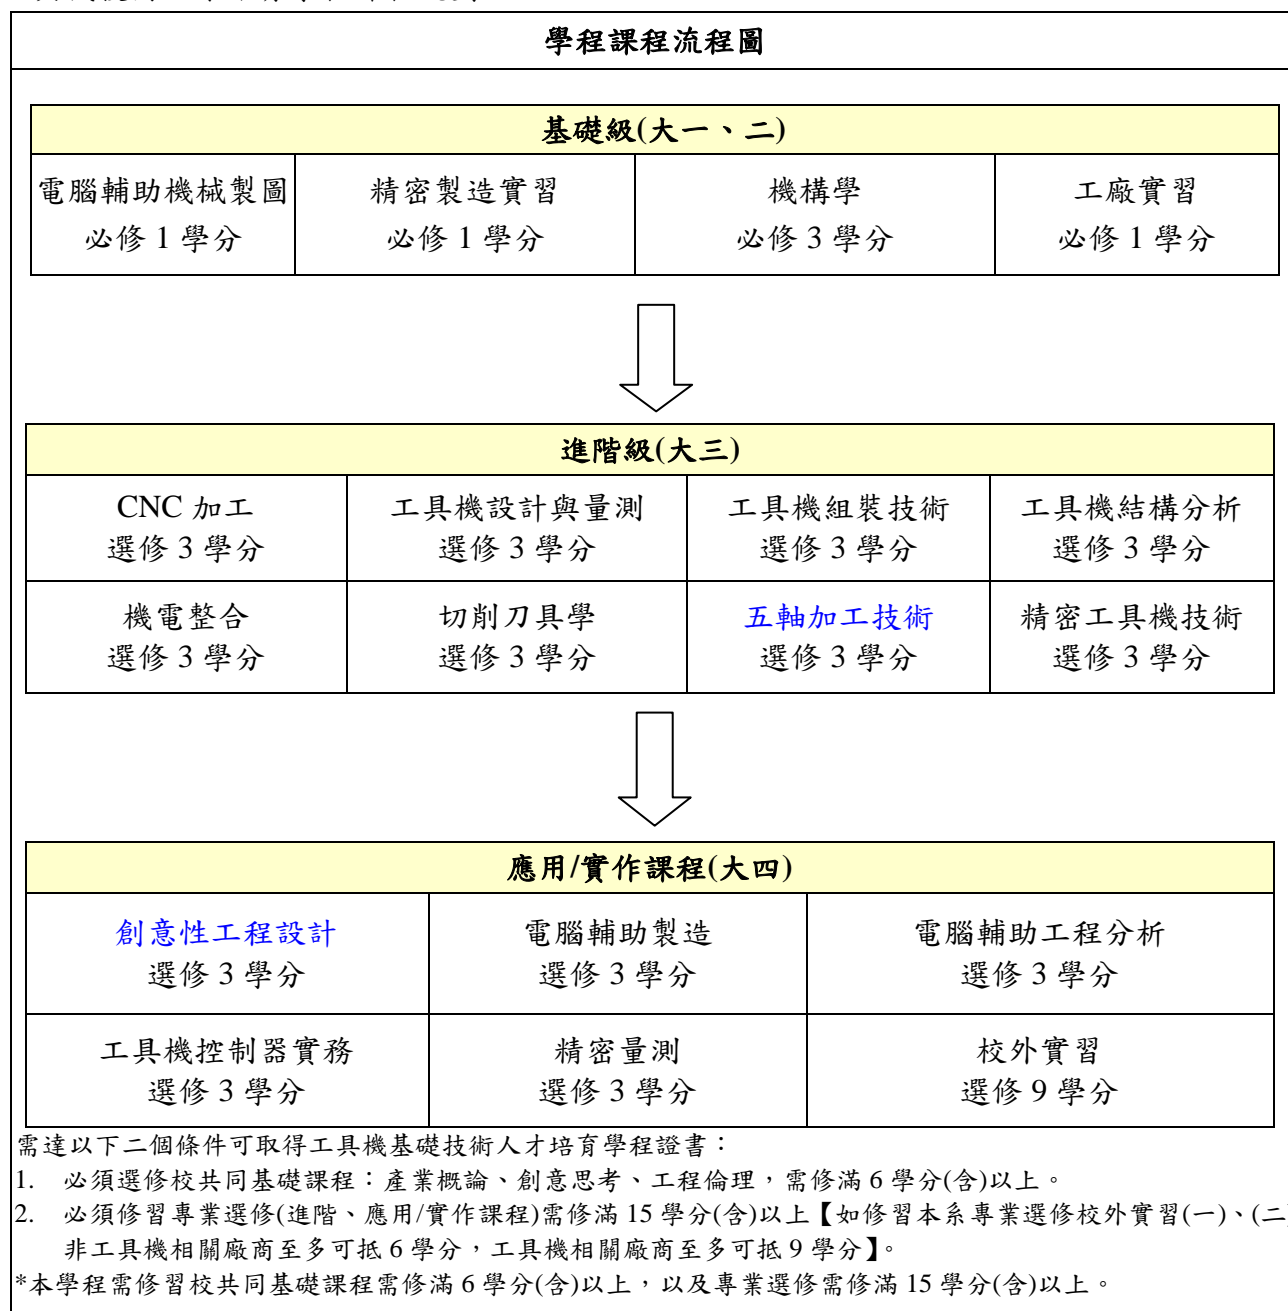 學程課程流程圖
基礎級(大一、二)
電腦輔助機械製圖
必修 1 學分
精密製造實習
必修 1 學分
機構學
必修 3 學分
工廠實習
必修 1 學分
進階級(大三)
CNC 加工
選修 3 學分
工具機設計與量測
選修 3 學分
工具機組裝技術
選修 3 學分
工具機結構分析
選修 3 學分
機電整合
選修 3 學分
切削刀具學
選修 3 學分
五軸加工技術
選修 3 學分
精密工具機技術
選修 3 學分
應用/實作課程(大四)
創意性工程設計
選修 3 學分
電腦輔助製造
選修 3 學分
電腦輔助工程分析
選修 3 學分
工具機控制器實務
選修 3 學分
精密量測
選修 3 學分
校外實習
選修 9 學分
需達以下二個條件可取得工具機基礎技術人才培育學程證書：
1. 必須選修校共同基礎課程：產業概論、創意思考、工程倫理，需修滿 6 學分(含)以上。
2. 必須修習專業選修(進階、應用/實作課程)需修滿 15 學分(含)以上【如修習本系專業選修校外實習(一)、(二
非工具機相關廠商至多可抵 6 學分，工具機相關廠商至多可抵 9 學分】。
*本學程需修習校共同基礎課程需修滿 6 學分(含)以上，以及專業選修需修滿 15 學分(含)以上。